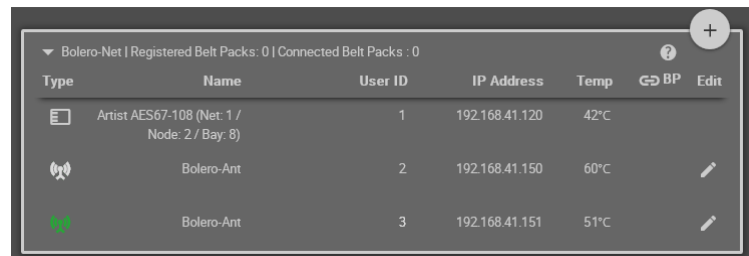 +
Bolero-Net | Registered Belt Packs: 0 | Connected Belt Packs : 0 ?
Type Name User ID IP Address Temp BP Edit
Artist AES67-108 (Net: 1 / 1 192.168.41.120 42°C
Node: 2 / Bay: 8)
Bolero-Ant 2 192.168.41.150 60°C
Bolero-Ant 3 192.168.41.151 51°C